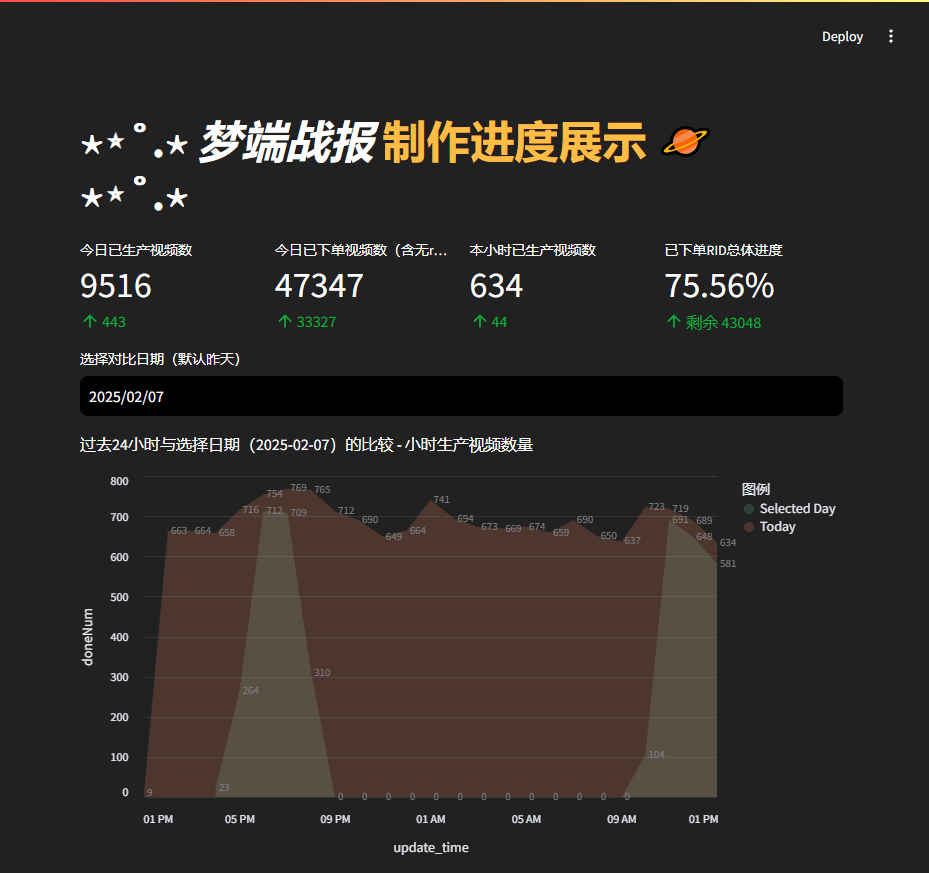 Deploy
⋆⋆˚.⋆ 梦端战报 制作进度展示 🪐
⋆⋆˚.⋆
今日已生产视频数 今日已下单视频数（含无r... 本小时已生产视频数 已下单RID总体进度
9516 47347 634 75.56%
↑ 443 ↑ 33327 ↑ 44 ↑ 剩余 43048
选择对比日期（默认昨天）
2025/02/07
过去24小时与选择日期（2025-02-07）的比较 - 小时生产视频数量
图例
Selected Day
Today
doneNum
800
700
600
500
400
300
200
100
0
663 664 658 716 754 769 765 712 690 649 664 741 694 673 669 674 659 690 650 637 723 719 689 634
9 23 264 712 709 310 0 0 0 0 0 0 0 0 0 0 0 0 0 104 691 648 581
01 PM 05 PM 09 PM 01 AM 05 AM 09 AM 01 PM
update_time